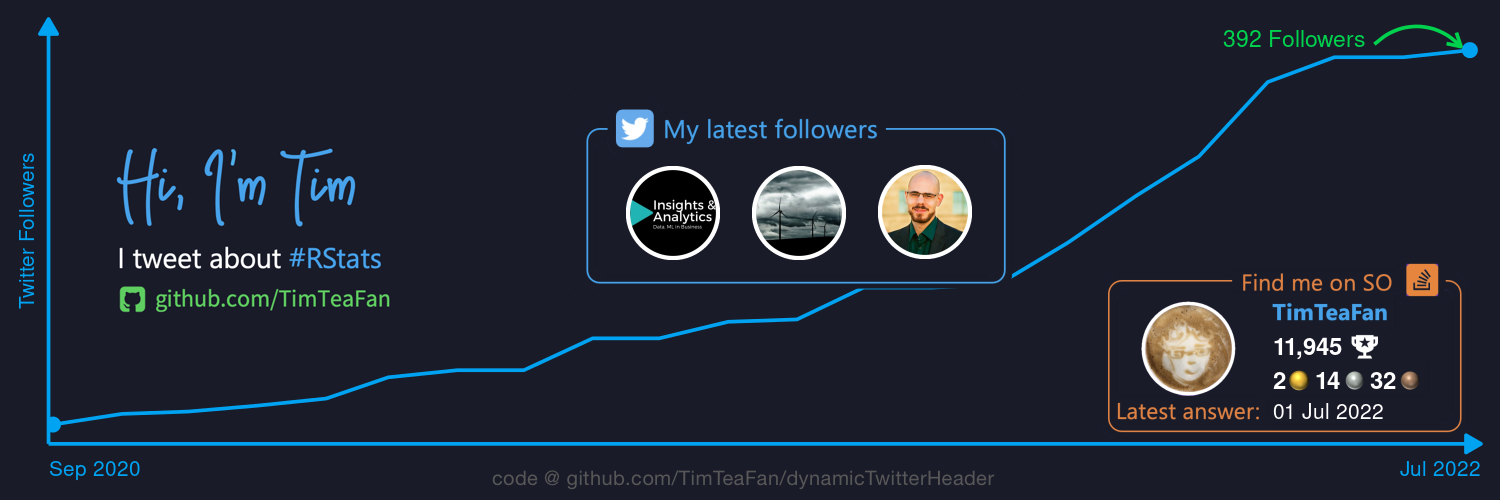 392 Followers
My latest followers
Hi, I'm Tim
I tweet about #RStats
github.com/TimTeaFan
Twitter Followers
Insights &
Analytics
Data, ML in Business
Find me on SO
TimTeaFan
11,945
2 14 32
Latest answer: 01 Jul 2022
Sep 2020
Jul 2022
code @ github.com/TimTeaFan/dynamicTwitterHeader